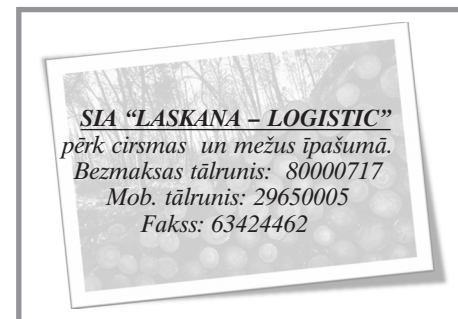 SIA “LASKANA – LOGISTIC”
pērk cirsmas un mežus īpašumā.
Bezmaksas tālrunis: 80000717
Mob. tālrunis: 29650005
Fakss: 63424462